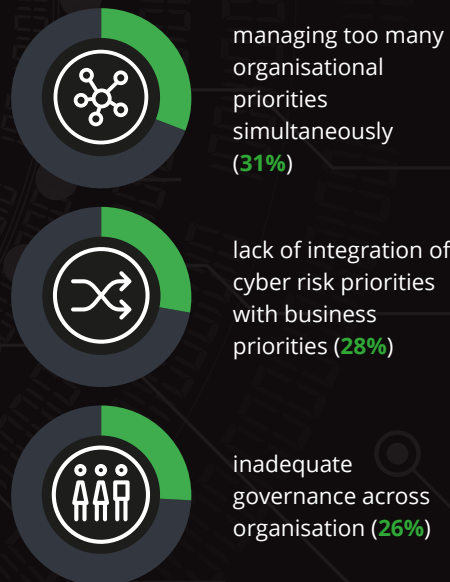 managing too many
organisational
priorities
simultaneously
(31%)
lack of integration of
cyber risk priorities
with business
priorities (28%)
inadequate
governance across
organisation (26%)